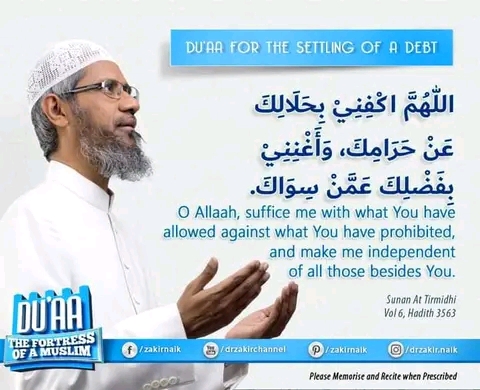 DU'AA FOR THE SETTLING OF A DEBT
اللّٰهُمَّ اكْفِنِيْ بِحَلَالِكَ
عَنْ حَرَامِكَ، وَأَغْنِنِيْ
بِفَضْلِكَ عَمَّنْ سِوَاكَ.
O Allaah, suffice me with what You have
allowed against what You have prohibited,
and make me independent
of all those besides You.
Sunan At Tirmidhi
Vol 6, Hadith 3563
DU'AA
THE FORTRESS
OF A MUSLIM
/zakirnaik
/drzakirchannel
/zakirnaik
/drzakir.naik
Please Memorise and Recite when Prescribed